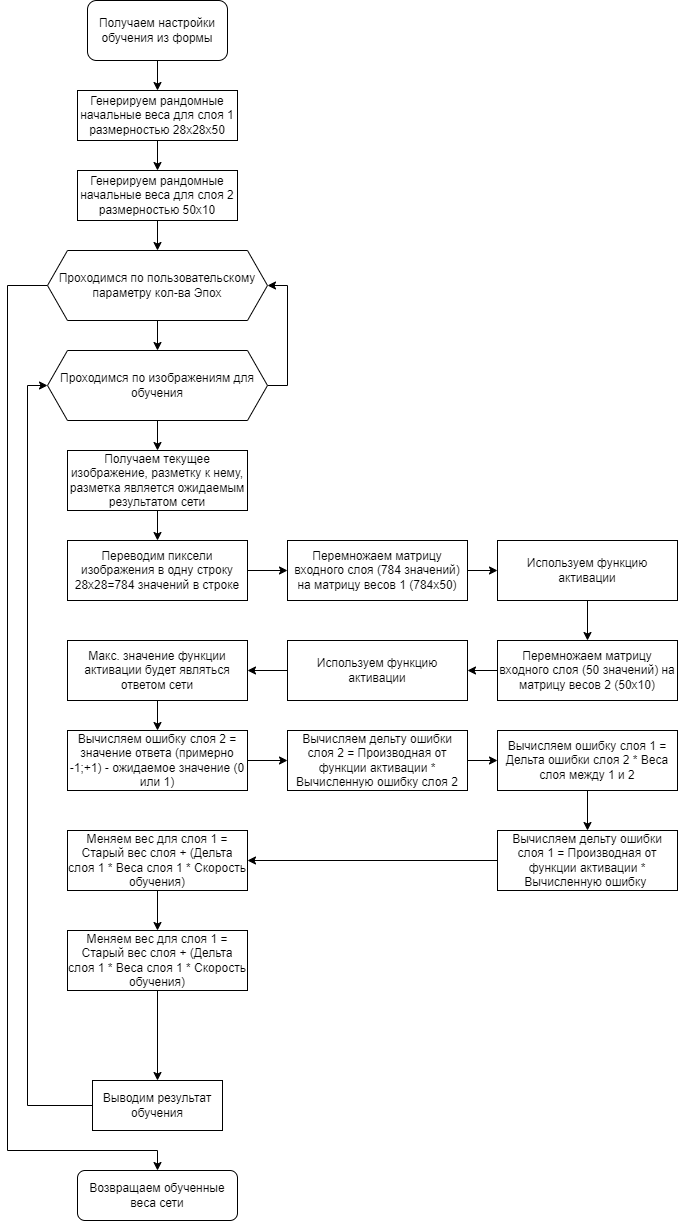 Получаем настройки
обучения из формы
Генерируем рандомные
начальные веса для слоя 1
размерностью 28x28x50
Генерируем рандомные
начальные веса для слоя 2
размерностью 50x10
Проходимся по пользовательскому
параметру кол-ва Эпох
Проходимся по изображениям для
обучения
Получаем текущее
изображение, разметку к нему,
разметка является ожидаемым
результатом сети
Переводим пиксели
изображения в одну строку
28x28=784 значений в строке
Перемножаем матрицу
входного слоя (784 значений)
на матрицу весов 1 (784x50)
Используем функцию
активации
Перемножаем матрицу
входного слоя (50 значений) на
матрицу весов 2 (50x10)
Используем функцию
активации
Макс. значение функции
активации будет являться
ответом сети
Вычисляем ошибку слоя 2 =
значение ответа (примерно
-1;+1) - ожидаемое значение (0
или 1)
Вычисляем дельту ошибки
слоя 2 = Производная от
функции активации *
Вычисленную ошибку слоя 2
Вычисляем ошибку слоя 1 =
Дельта ошибки слоя 2 * Веса
слоя между 1 и 2
Вычисляем дельту ошибки
слоя 1 = Производная от
функции активации *
Вычисленную ошибку
Меняем вес для слоя 1 =
Старый вес слоя + (Дельта
слоя 1 * Веса слоя 1 * Скорость
обучения)
Меняем вес для слоя 1 =
Старый вес слоя + (Дельта
слоя 1 * Веса слоя 1 * Скорость
обучения)
Выводим результат
обучения
Возвращаем обученные
веса сети